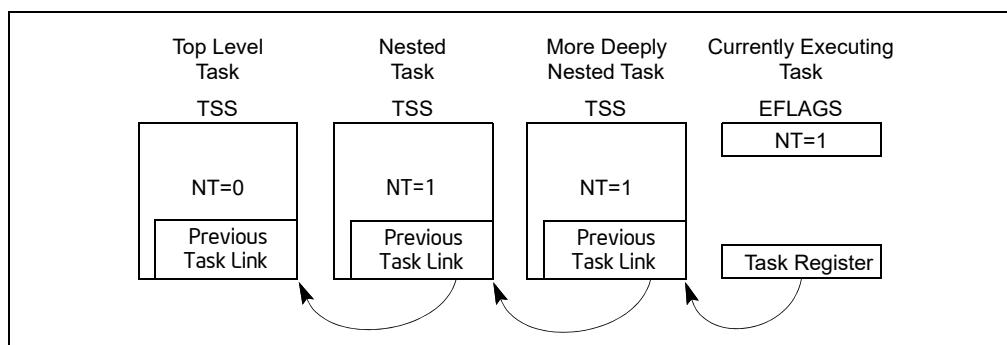 Top Level
Task
TSS
NT=0
Previous
Task Link
Nested
Task
TSS
NT=1
Previous
Task Link
More Deeply
Nested Task
TSS
NT=1
Previous
Task Link
Currently Executing
Task
EFLAGS
NT=1
Task Register